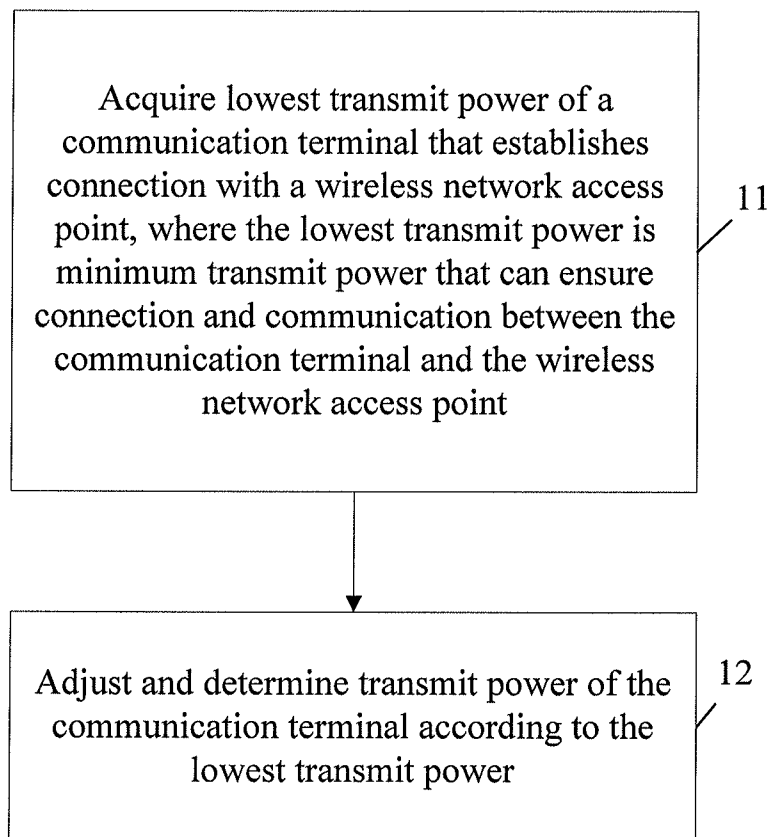 Acquire lowest transmit power of a
communication terminal that establishes
connection with a wireless network access
point, where the lowest transmit power is
minimum transmit power that can ensure
connection and communication between the
communication terminal and the wireless
network access point
11
Adjust and determine transmit power of the
communication terminal according to the
lowest transmit power
12